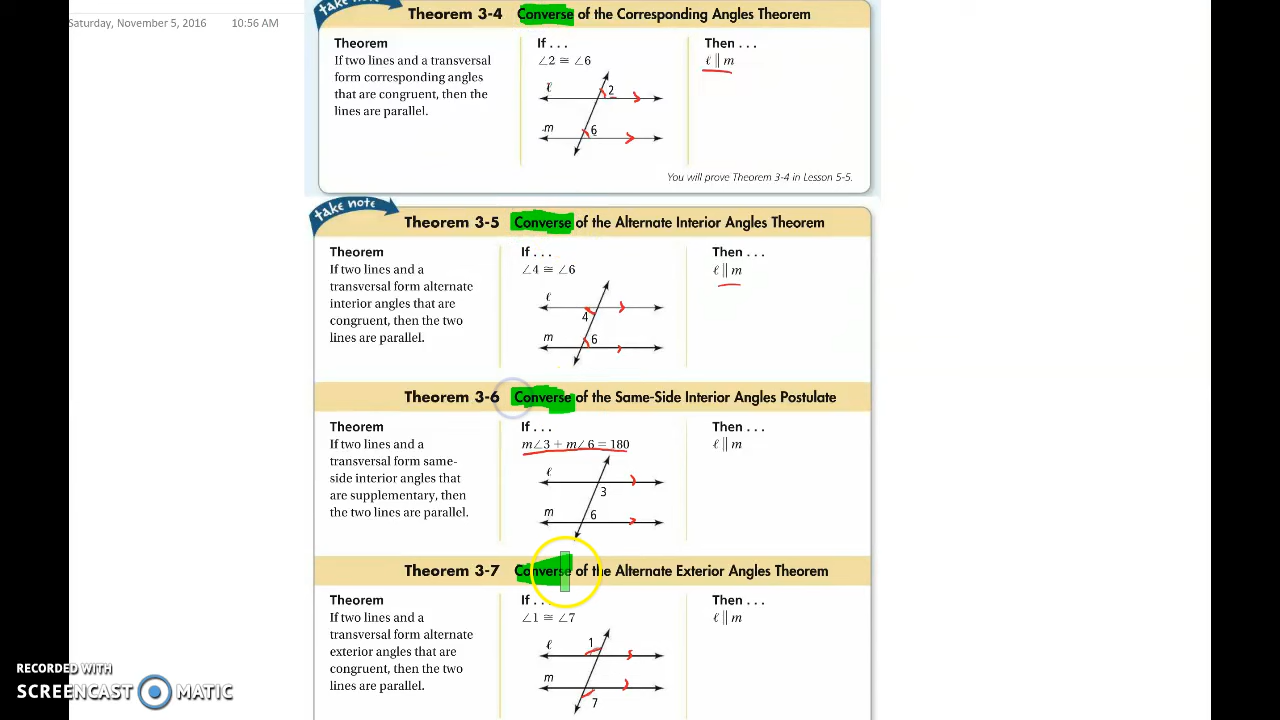 take note
Saturday, November 5, 2016 10:56 AM
Theorem 3-4 Converse of the Corresponding Angles Theorem
Theorem
If two lines and a transversal
form corresponding angles
that are congruent, then the
lines are parallel.
If . . .
∠2 ≅ ∠6
ℓ
2
m
6
Then . . .
ℓ ∥ m
You will prove Theorem 3-4 in Lesson 5-5.
take note
Theorem 3-5 Converse of the Alternate Interior Angles Theorem
Theorem
If two lines and a
transversal form alternate
interior angles that are
congruent, then the two
lines are parallel.
If . . .
∠4 ≅ ∠6
ℓ
4
m
6
Then . . .
ℓ ∥ m
Theorem 3-6 Converse of the Same-Side Interior Angles Postulate
Theorem
If two lines and a
transversal form same-
side interior angles that
are supplementary, then
the two lines are parallel.
If . . .
m∠3 + m∠6 = 180
ℓ
3
m
6
Then . . .
ℓ ∥ m
Theorem 3-7 Converse of the Alternate Exterior Angles Theorem
Theorem
If two lines and a
transversal form alternate
exterior angles that are
congruent, then the two
lines are parallel.
If . . .
∠1 ≅ ∠7
1
ℓ
m
7
Then . . .
ℓ ∥ m
RECORDED WITH
SCREENCAST MATIC